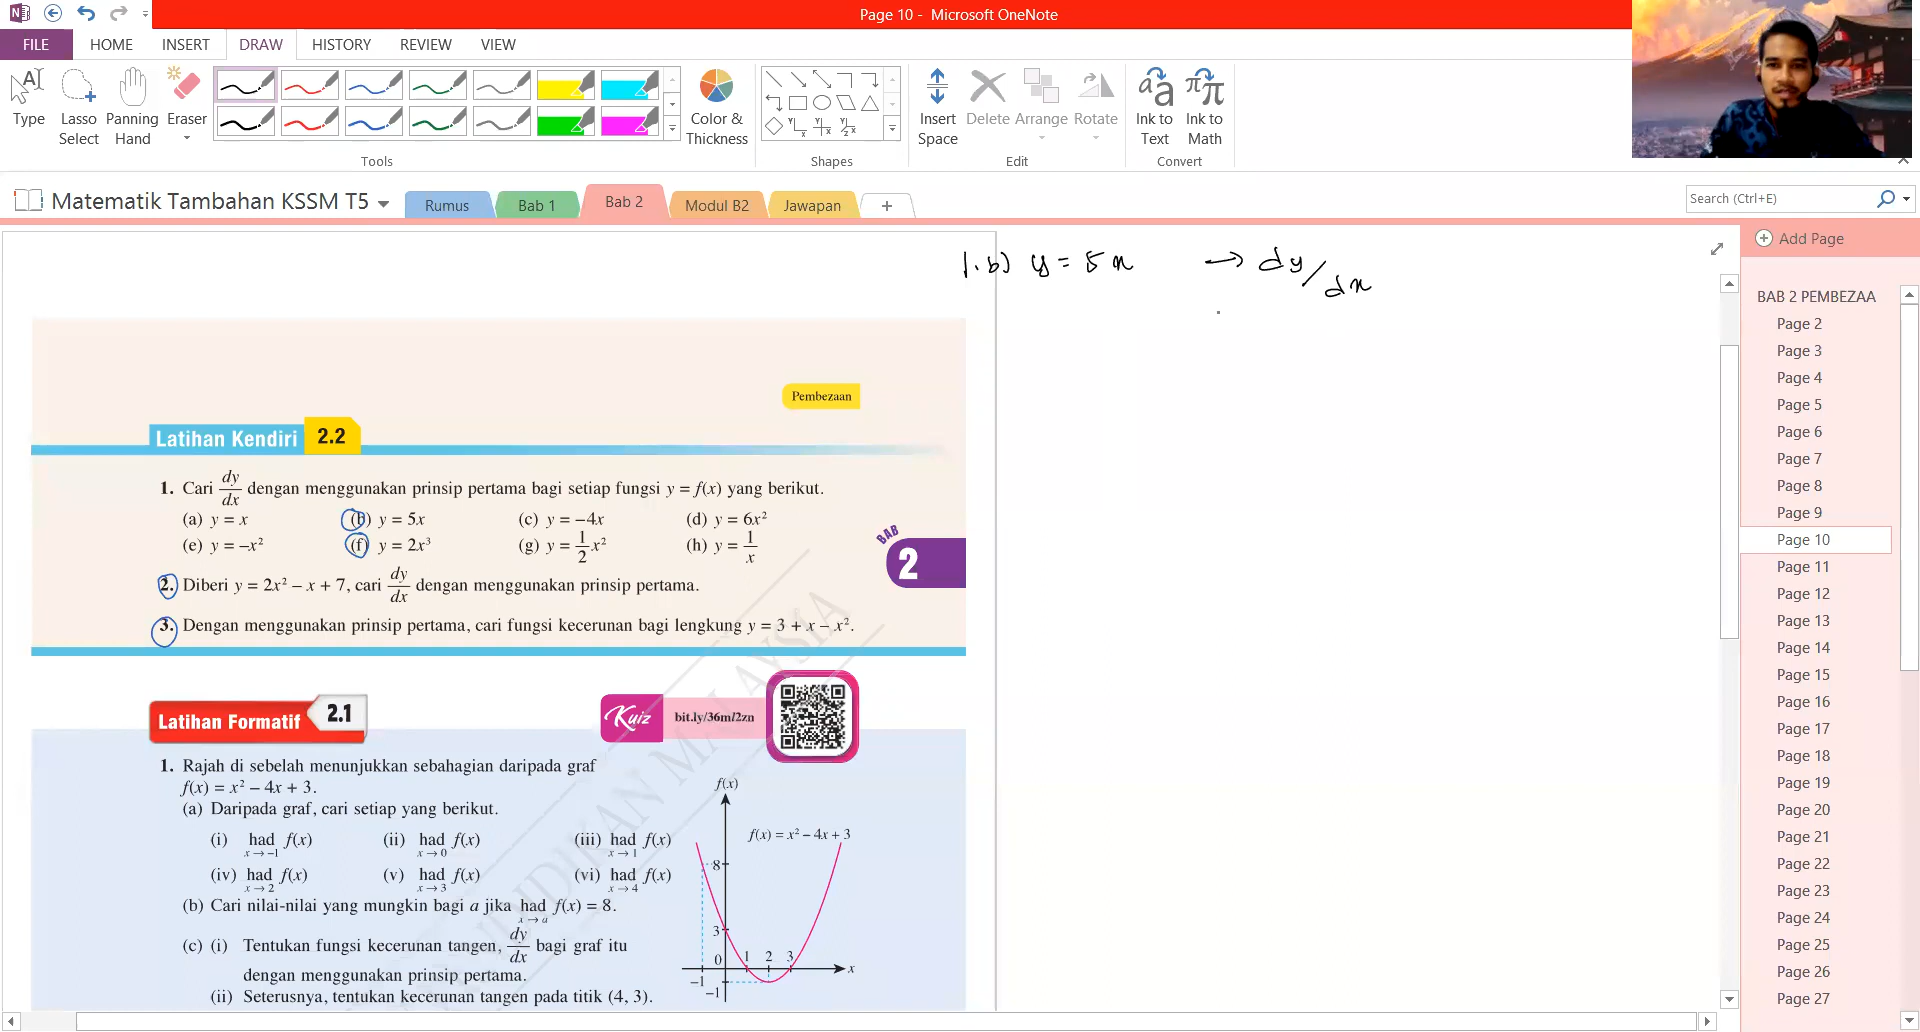 Page 10 - Microsoft OneNote
FILE HOME INSERT DRAW HISTORY REVIEW VIEW
Type
Lasso Select
Panning Hand
Eraser
Color & Thickness
Insert Space
Delete
Arrange
Rotate
Ink to Text
Ink to Math
Tools
Shapes
Edit
Convert
Matematik Tambahan KSSM T5
Rumus
Bab 1
Bab 2
Modul B2
Jawapan
+
Search (Ctrl+E)
Add Page
BAB 2 PEMBEZAA
Page 2
Page 3
Page 4
Page 5
Page 6
Page 7
Page 8
Page 9
Page 10
Page 11
Page 12
Page 13
Page 14
Page 15
Page 16
Page 17
Page 18
Page 19
Page 20
Page 21
Page 22
Page 23
Page 24
Page 25
Page 26
Page 27
1.b) y = 5x → dy/dx
Pembezaan
Latihan Kendiri 2.2
1. Cari dy/dx dengan menggunakan prinsip pertama bagi setiap fungsi y = f(x) yang berikut.
(a) y = x (b) y = 5x (c) y = −4x (d) y = 6x²
(e) y = −x² (f) y = 2x³ (g) y = 1/2 x² (h) y = 1/x
BAB 2
2. Diberi y = 2x² − x + 7, cari dy/dx dengan menggunakan prinsip pertama.
3. Dengan menggunakan prinsip pertama, cari fungsi kecerunan bagi lengkung y = 3 + x − x².
Latihan Formatif 2.1
Kuiz bit.ly/36ml2zn
1. Rajah di sebelah menunjukkan sebahagian daripada graf
f(x) = x² − 4x + 3.
(a) Daripada graf, cari setiap yang berikut.
(i) had x → −1 f(x) (ii) had x → 0 f(x) (iii) had x → 1 f(x)
(iv) had x → 2 f(x) (v) had x → 3 f(x) (vi) had x → 4 f(x)
(b) Cari nilai-nilai yang mungkin bagi a jika had x → a f(x) = 8.
(c) (i) Tentukan fungsi kecerunan tangen, dy/dx bagi graf itu
dengan menggunakan prinsip pertama.
(ii) Seterusnya, tentukan kecerunan tangen pada titik (4, 3).
f(x)
f(x) = x² − 4x + 3
8
3
0 1 2 3 x
−1
−1